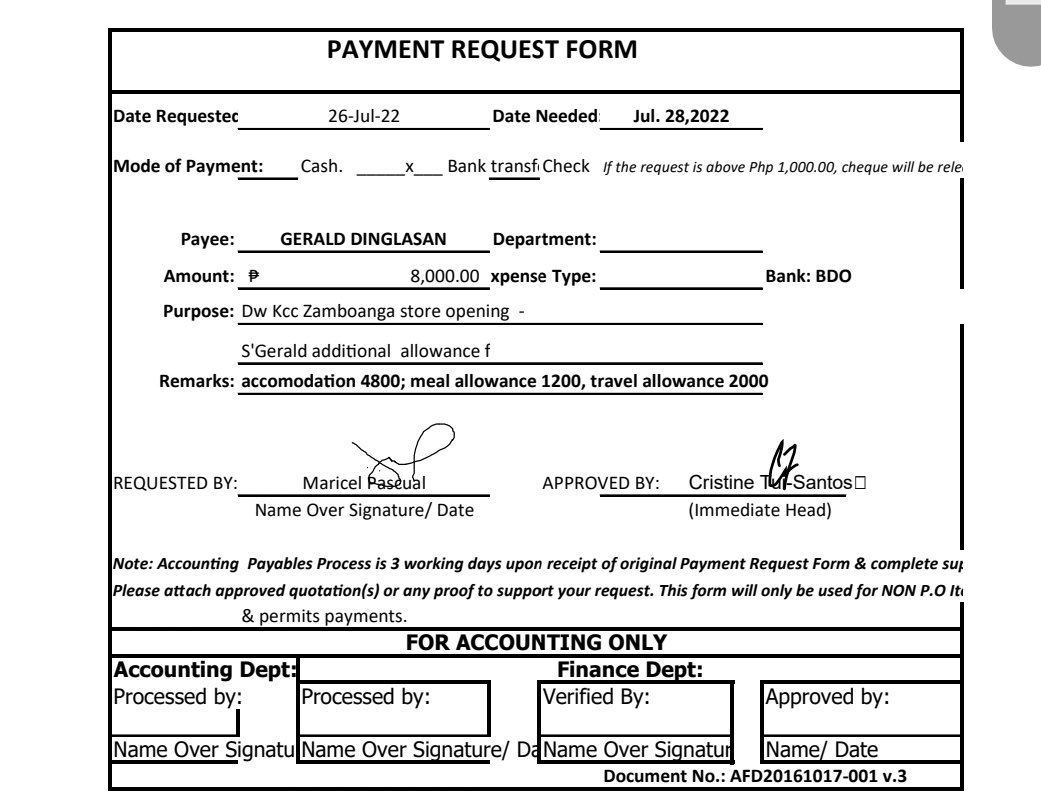 PAYMENT REQUEST FORM
Date Requested 26-Jul-22 Date Needed: Jul. 28,2022
Mode of Payment: Cash. _____x___ Bank transf Check If the request is above Php 1,000.00, cheque will be rele
Payee: GERALD DINGLASAN Department:
Amount: ₱ 8,000.00 xpense Type: Bank: BDO
Purpose: Dw Kcc Zamboanga store opening -
S'Gerald additional allowance f
Remarks: accomodation 4800; meal allowance 1200, travel allowance 2000
REQUESTED BY: Maricel Pascual APPROVED BY: Cristine Tui-Santos
Name Over Signature/ Date (Immediate Head)
Note: Accounting Payables Process is 3 working days upon receipt of original Payment Request Form & complete sup
Please attach approved quotation(s) or any proof to support your request. This form will only be used for NON P.O Ite
& permits payments.
FOR ACCOUNTING ONLY
Accounting Dept: Finance Dept:
Processed by: Processed by: Verified By: Approved by:
Name Over Signatu Name Over Signature/ Da Name Over Signatur Name/ Date
Document No.: AFD20161017-001 v.3